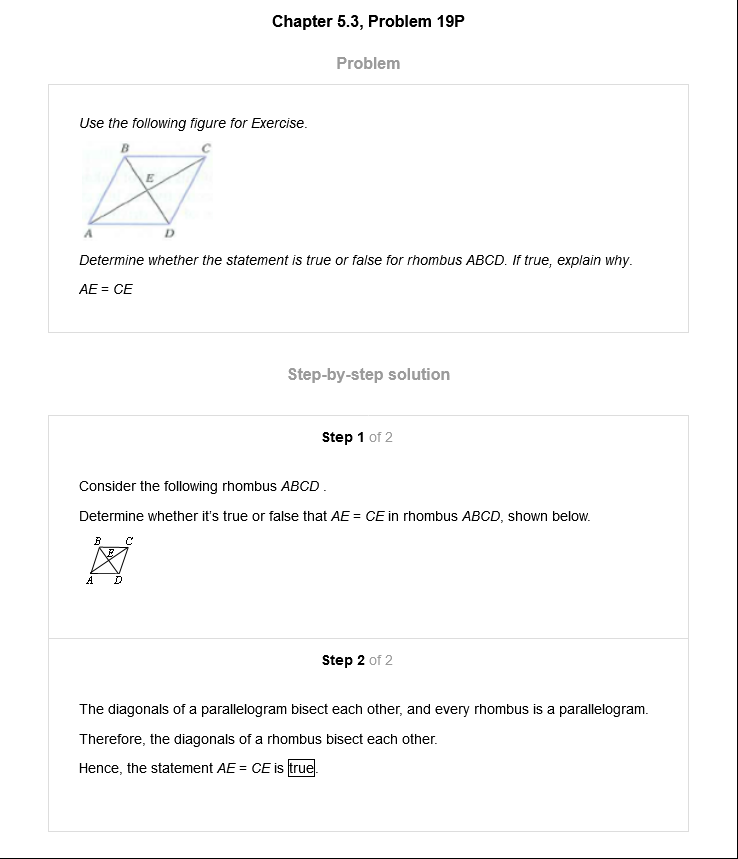 Chapter 5.3, Problem 19P
Problem
Use the following figure for Exercise.
B C
E
A D
Determine whether the statement is true or false for rhombus ABCD. If true, explain why.
AE = CE
Step-by-step solution
Step 1 of 2
Consider the following rhombus ABCD .
Determine whether it's true or false that AE = CE in rhombus ABCD, shown below.
B C
E
A D
Step 2 of 2
The diagonals of a parallelogram bisect each other, and every rhombus is a parallelogram.
Therefore, the diagonals of a rhombus bisect each other.
Hence, the statement AE = CE is true.